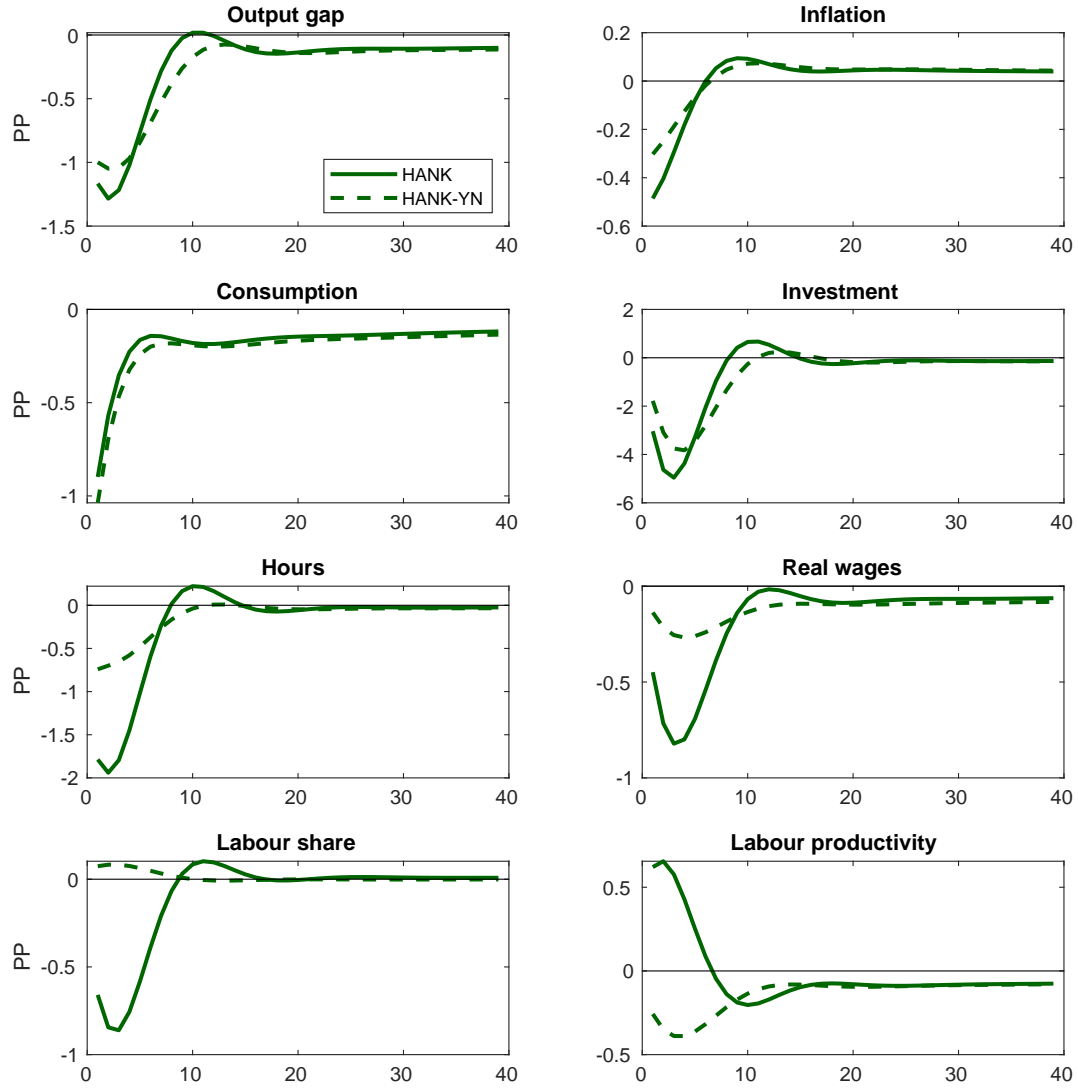 Output gap
0
-0.5
-1
-1.5
PP
HANK
HANK-YN
0 10 20 30 40
Inflation
0.2
0
-0.2
-0.4
-0.6
0 10 20 30 40
Consumption
0
-0.5
-1
PP
0 10 20 30 40
Investment
2
0
-2
-4
-6
0 10 20 30 40
Hours
0
-0.5
-1
-1.5
-2
PP
0 10 20 30 40
Real wages
0
-0.5
-1
0 10 20 30 40
Labour share
0
-0.5
-1
PP
0 10 20 30 40
Labour productivity
0.5
0
-0.5
0 10 20 30 40